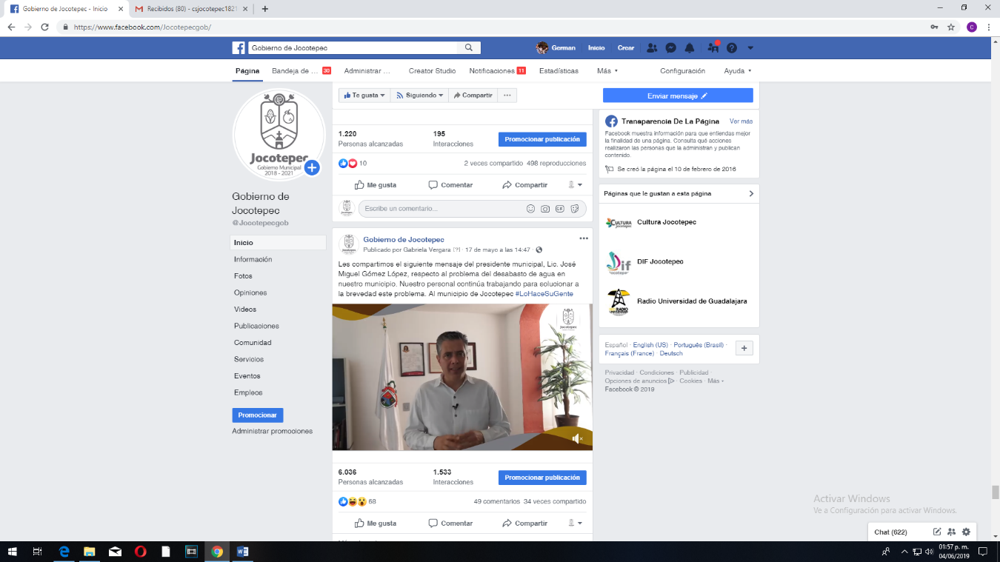 Gobierno de Jocotepec - Inicio
Recibidos (80) - csjocotepec1821
https://www.facebook.com/Jocotepecgob/
C
Gobierno de Jocotepec
German
Inicio
Crear
Página
Bandeja de ... 30
Administrar ...
Creator Studio
Notificaciones 11
Estadísticas
Más
Configuración
Ayuda
Te gusta
Siguiendo
Compartir
Enviar mensaje
Jocotepec
Gobierno Municipal
2018 - 2021
Gobierno de
Jocotepec
@Jocotepecgob
Inicio
Información
Fotos
Opiniones
Videos
Publicaciones
Comunidad
Servicios
Eventos
Empleos
Promocionar
Administrar promociones
1.220
Personas alcanzadas
195
Interacciones
Promocionar publicación
10
2 veces compartido 498 reproducciones
Me gusta
Comentar
Compartir
Escribe un comentario...
GIF
Gobierno de Jocotepec
Publicado por Gabriela Vergara [?] · 17 de mayo a las 14:47 ·
Les compartimos el siguiente mensaje del presidente municipal, Lic. José
Miguel Gómez López, respecto al problema del desabasto de agua en
nuestro municipio. Nuestro personal continúa trabajando para solucionar a
la brevedad este problema. Al municipio de Jocotepec #LoHaceSuGente
Jocotepec
6.036
Personas alcanzadas
1.533
Interacciones
Promocionar publicación
68
49 comentarios 34 veces compartido
Me gusta
Comentar
Compartir
Transparencia De La Página
Ver más
Facebook muestra información para que entiendas mejor
la finalidad de una página. Consulta qué acciones
realizaron las personas que la administran y publican
contenido.
Se creó la página el 10 de febrero de 2016
Páginas que le gustan a esta página
Cultura Jocotepec
DIF Jocotepec
Radio Universidad de Guadalajara
Español · English (US) · Português (Brasil) ·
Français (France) · Deutsch
Privacidad · Condiciones · Publicidad ·
Opciones de anuncios · Cookies · Más
Facebook © 2019
Activar Windows
Ve a Configuración para activar Windows.
Chat (622)
01:57 p. m.
04/06/2019